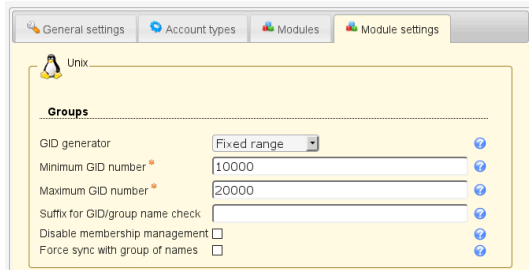 General settings Account types Modules Module settings
Unix
Groups
GID generator Fixed range
Minimum GID number * 10000
Maximum GID number * 20000
Suffix for GID/group name check
Disable membership management
Force sync with group of names